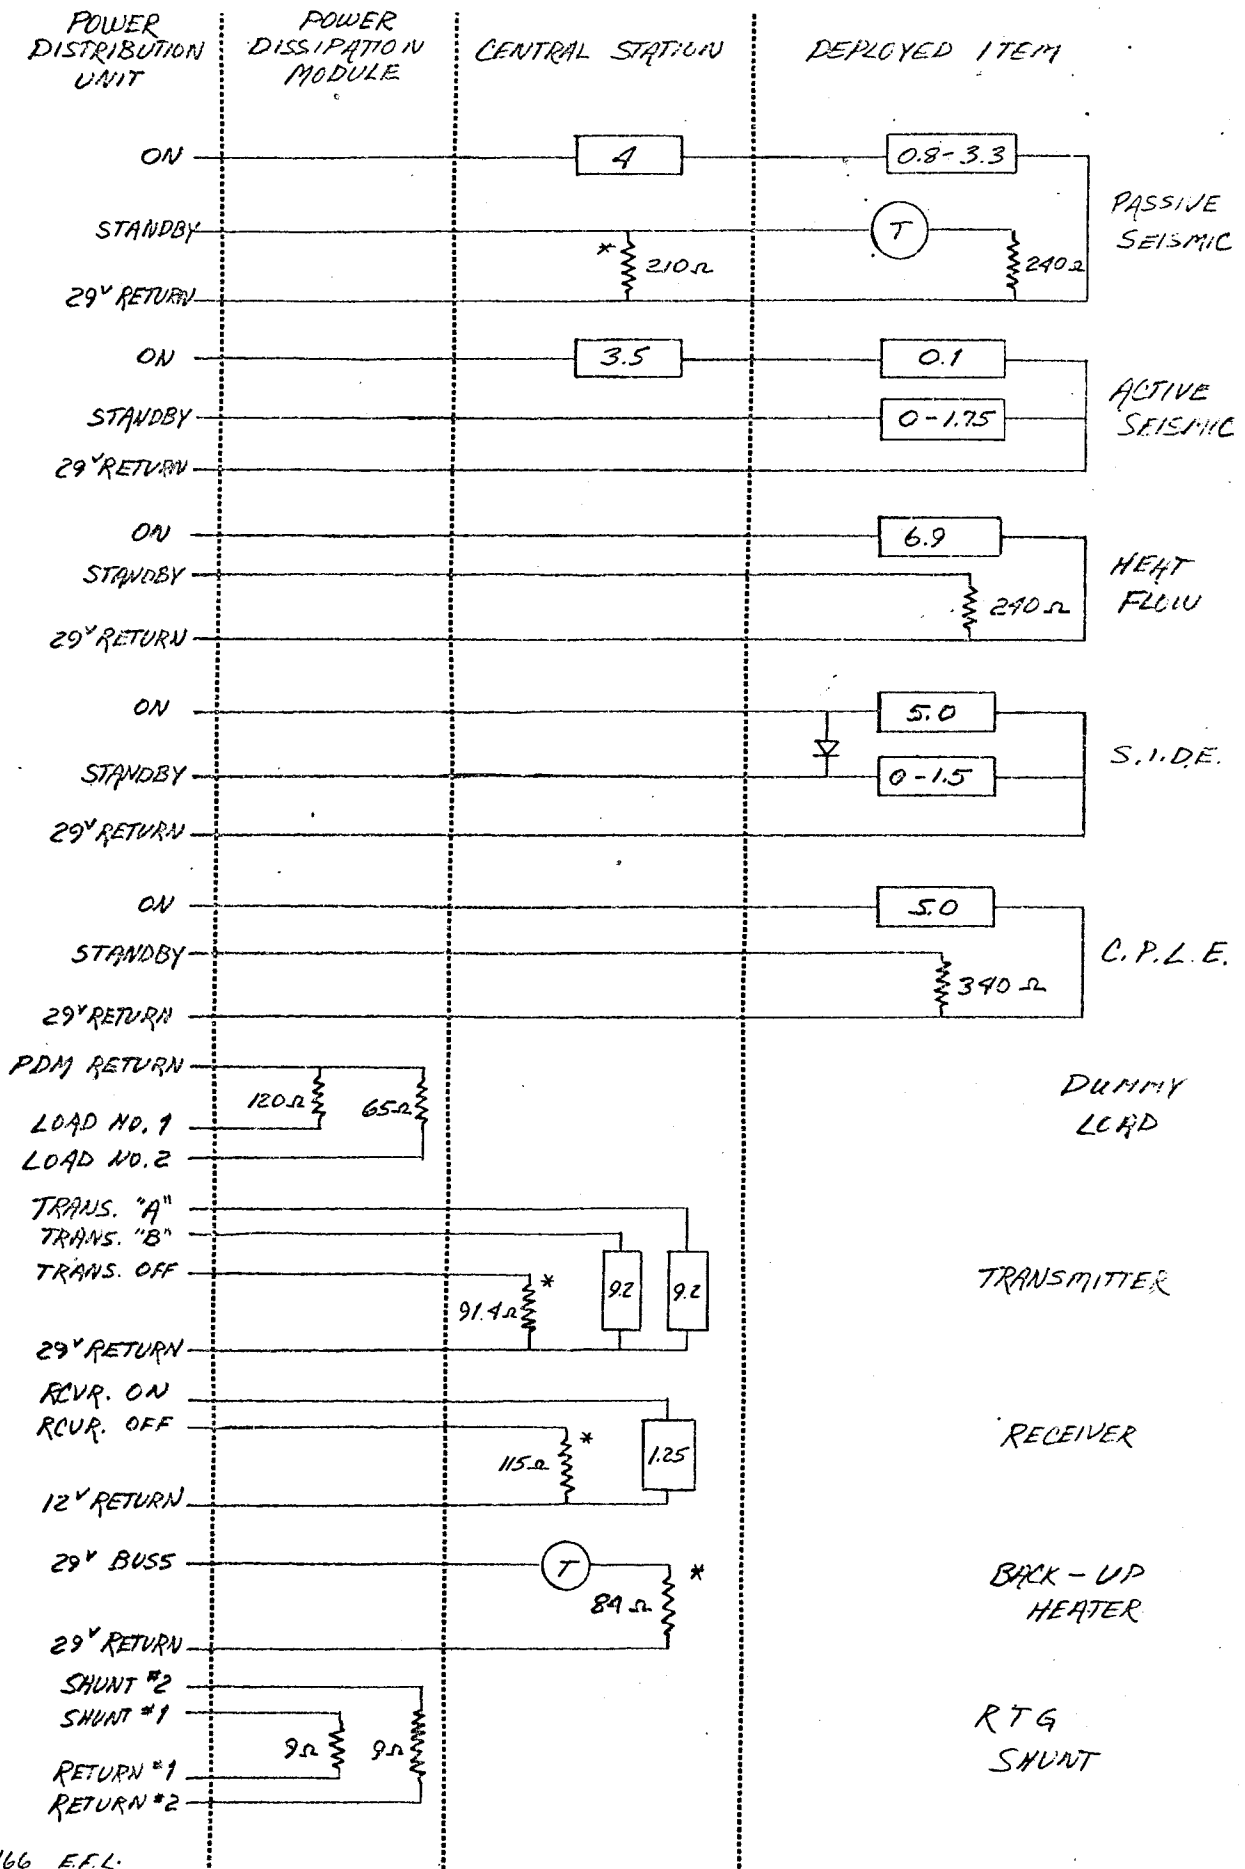 POWER DISTRIBUTION UNIT
POWER DISSIPATION MODULE
CENTRAL STATION
DEPLOYED ITEM
ON
4
0.8-3.3
STANDBY
T
* 210Ω
240Ω
29V RETURN
PASSIVE SEISMIC
ON
3.5
0.1
STANDBY
0-1.75
29V RETURN
ACTIVE SEISMIC
ON
6.9
STANDBY
240Ω
29V RETURN
HEAT FLOW
ON
5.0
STANDBY
0-1.5
29V RETURN
S.I.D.E.
ON
5.0
STANDBY
340Ω
29V RETURN
C.P.L.E.
PDM RETURN
120Ω
65Ω
LOAD NO. 1
LOAD NO. 2
DUMMY LOAD
TRANS. "A"
TRANS. "B"
TRANS. OFF
91.4Ω *
9.2
9.2
29V RETURN
TRANSMITTER
RCVR. ON
RCVR. OFF
115Ω *
1.25
12V RETURN
RECEIVER
29V BUSS
T
84Ω *
29V RETURN
BACK-UP HEATER
SHUNT #2
SHUNT #1
9Ω
9Ω
RETURN #1
RETURN #2
RTG SHUNT
/66 E.F.L.